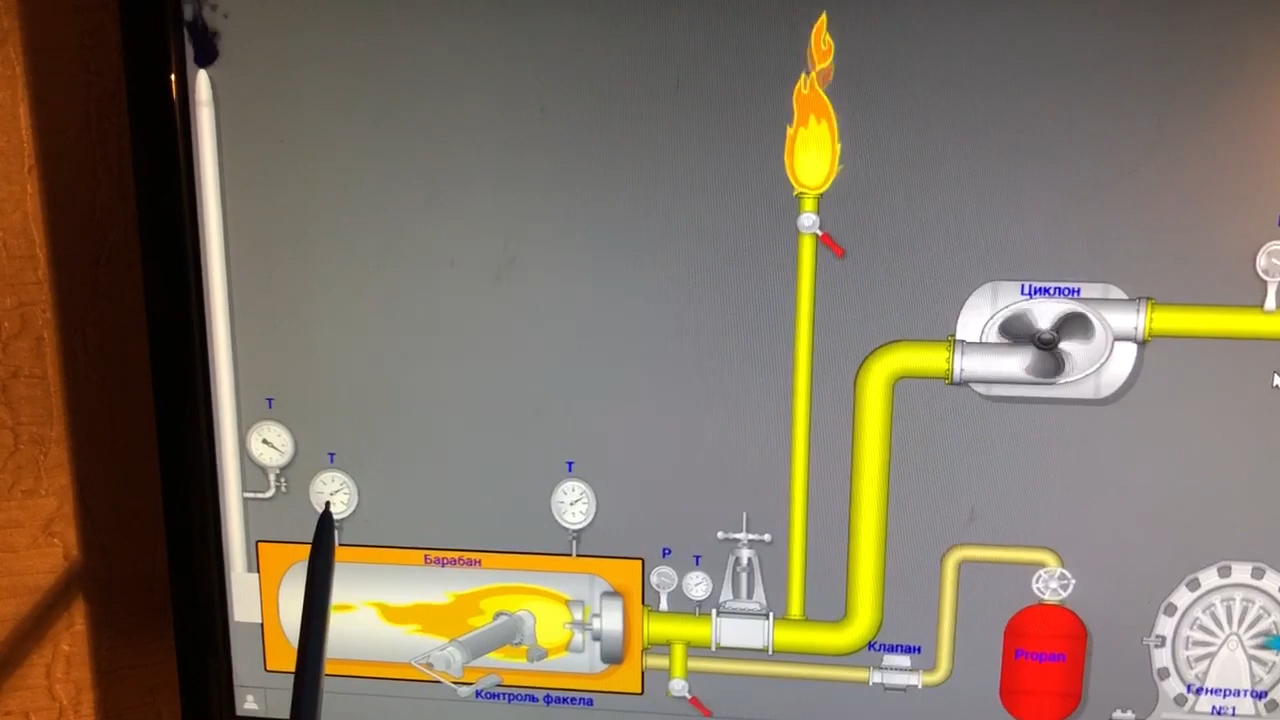 Циклон
T
T
T
Барабан
P
T
Клапан
Propan
Контроль факела
Генератор
№1